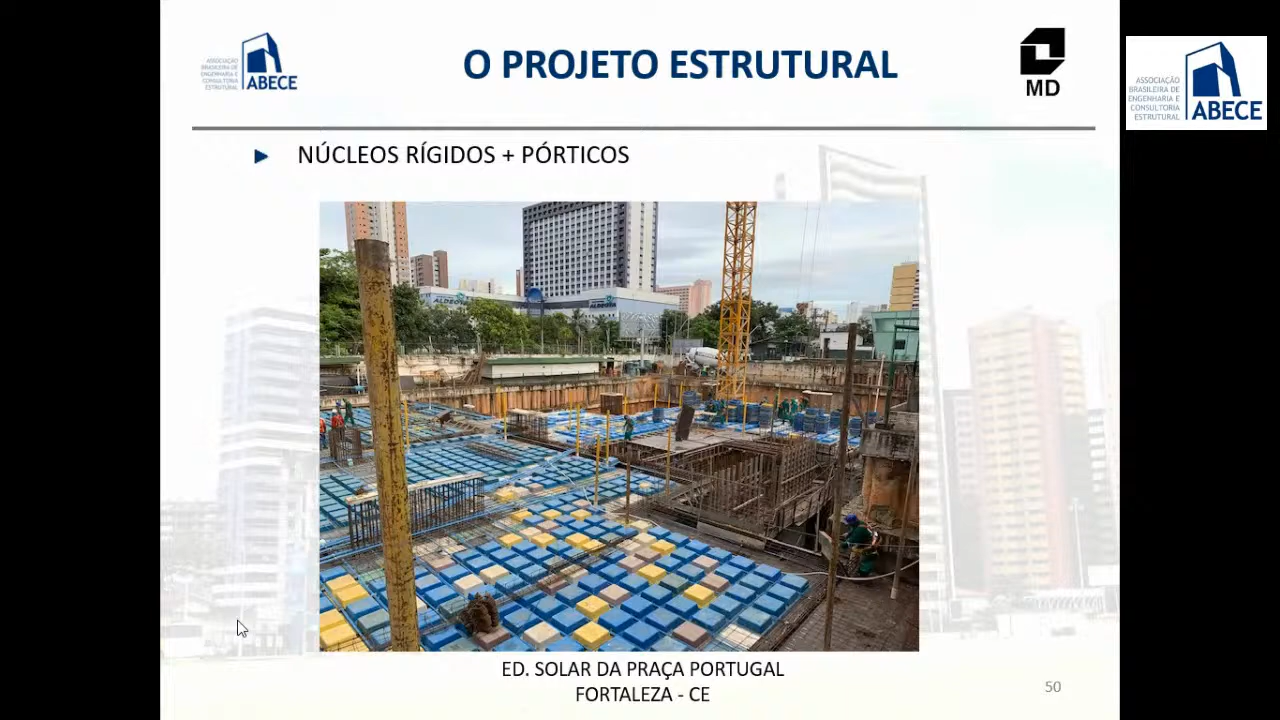 ASSOCIAÇÃO
BRASILEIRA DE
ENGENHARIA E
CONSULTORIA
ESTRUTURAL
ABECE
O PROJETO ESTRUTURAL
MD
ASSOCIAÇÃO
BRASILEIRA DE
ENGENHARIA E
CONSULTORIA
ESTRUTURAL
ABECE
NÚCLEOS RÍGIDOS + PÓRTICOS
ALDEOTA
ED. SOLAR DA PRAÇA PORTUGAL
FORTALEZA - CE
50